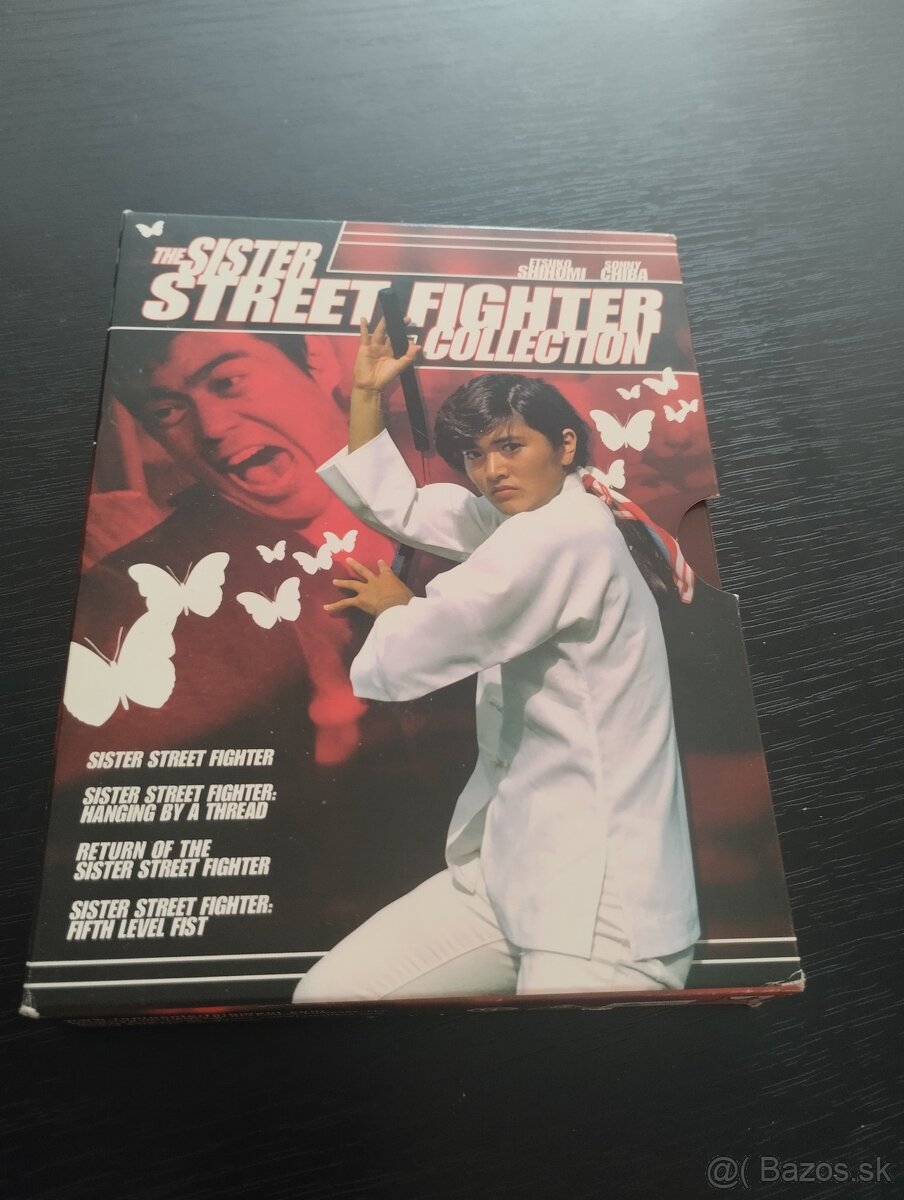 THE SISTER
STREET FIGHTER
COLLECTION
ETSUKO
SHIHOMI
SONNY
CHIBA
SISTER STREET FIGHTER
SISTER STREET FIGHTER:
HANGING BY A THREAD
RETURN OF THE
SISTER STREET FIGHTER
SISTER STREET FIGHTER:
FIFTH LEVEL FIST
@( Bazos.sk